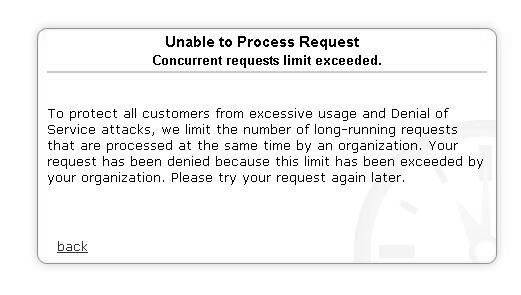 Unable to Process Request
Concurrent requests limit exceeded.
To protect all customers from excessive usage and Denial of
Service attacks, we limit the number of long-running requests
that are processed at the same time by an organization. Your
request has been denied because this limit has been exceeded by
your organization. Please try your request again later.
back